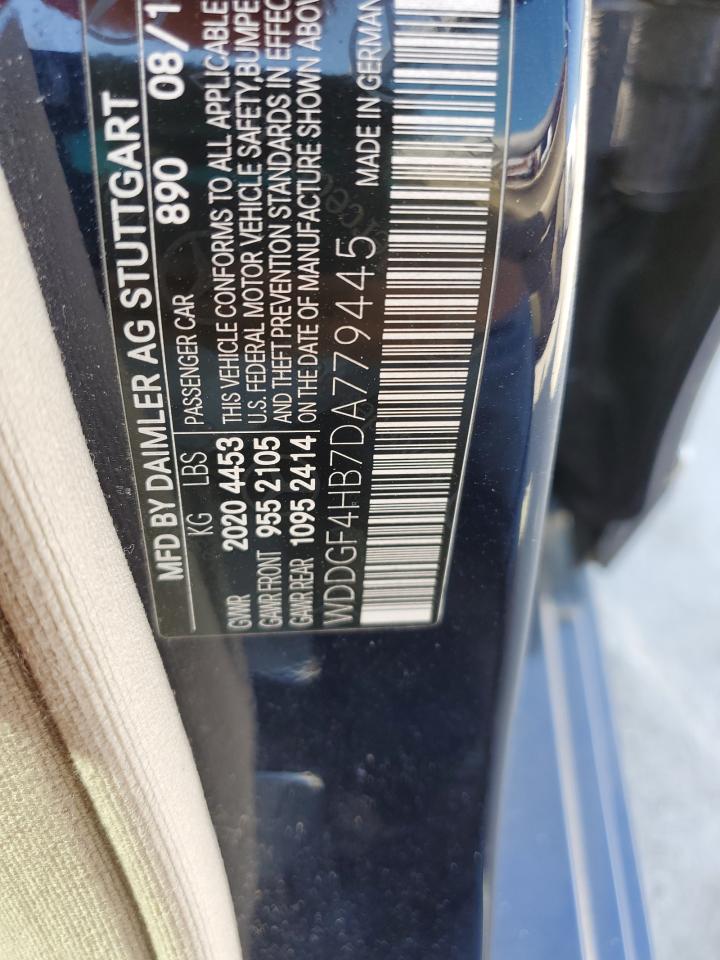 MFD BY DAIMLER AG STUTTGART
890 08/1
KG LBS PASSENGER CAR
GVWR 2020 4453 THIS VEHICLE CONFORMS TO ALL APPLICABLE
GAWR FRONT 955 2105 U.S. FEDERAL MOTOR VEHICLE SAFETY,BUMPE
GAWR REAR 1095 2414 AND THEFT PREVENTION STANDARDS IN EFFEC
ON THE DATE OF MANUFACTURE SHOWN ABOV
WDDGF4HB7DA779445 MADE IN GERMAN